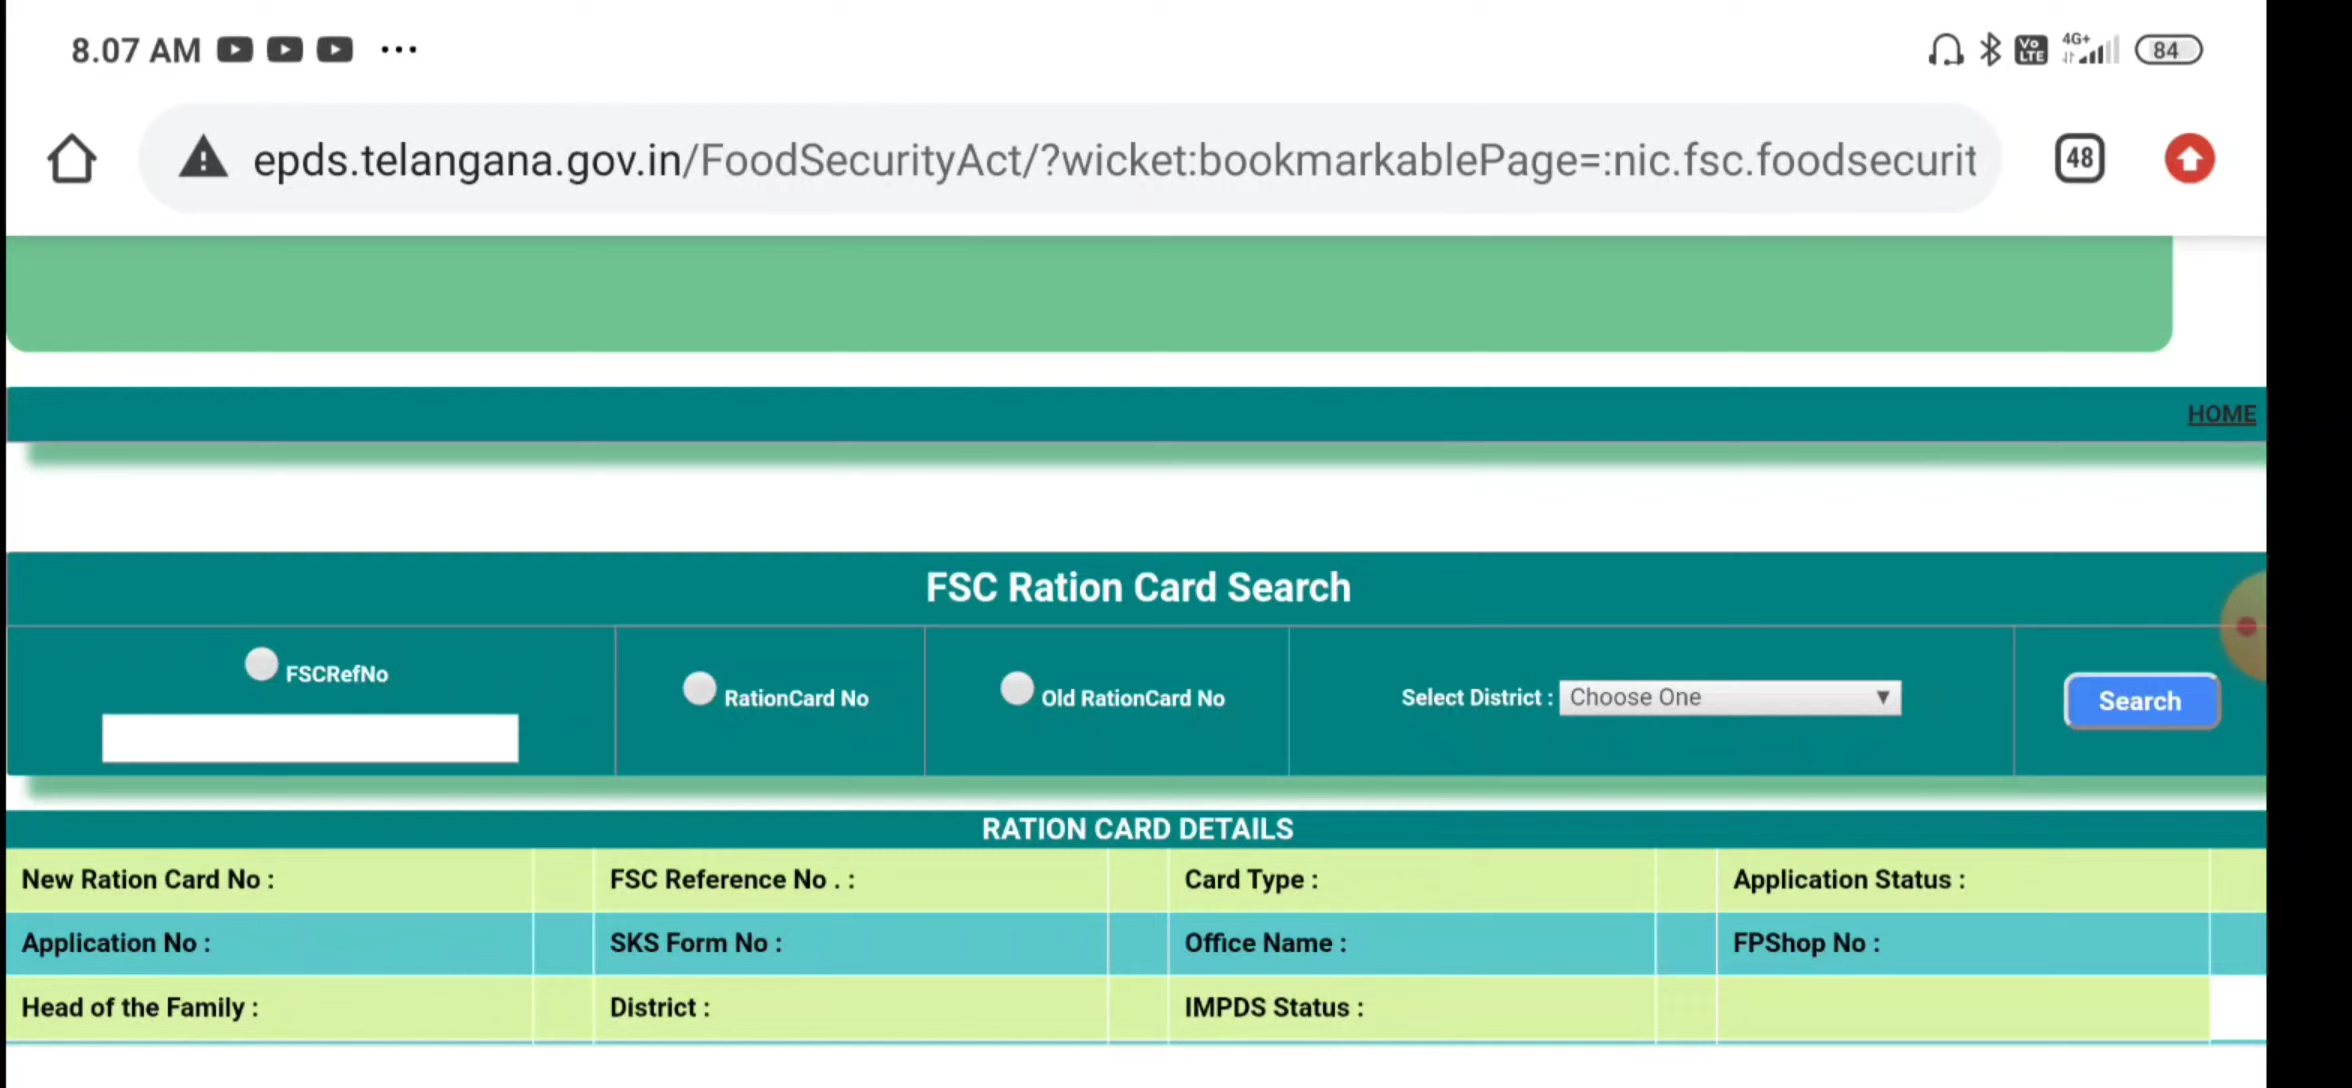 8.07 AM ... Vo LTE 4G+ 84
epds.telangana.gov.in/FoodSecurityAct/?wicket:bookmarkablePage=:nic.fsc.foodsecurit 48
HOME
FSC Ration Card Search
FSCRefNo RationCard No Old RationCard No Select District : Choose One Search
RATION CARD DETAILS
New Ration Card No : FSC Reference No . : Card Type : Application Status :
Application No : SKS Form No : Office Name : FPShop No :
Head of the Family : District : IMPDS Status :